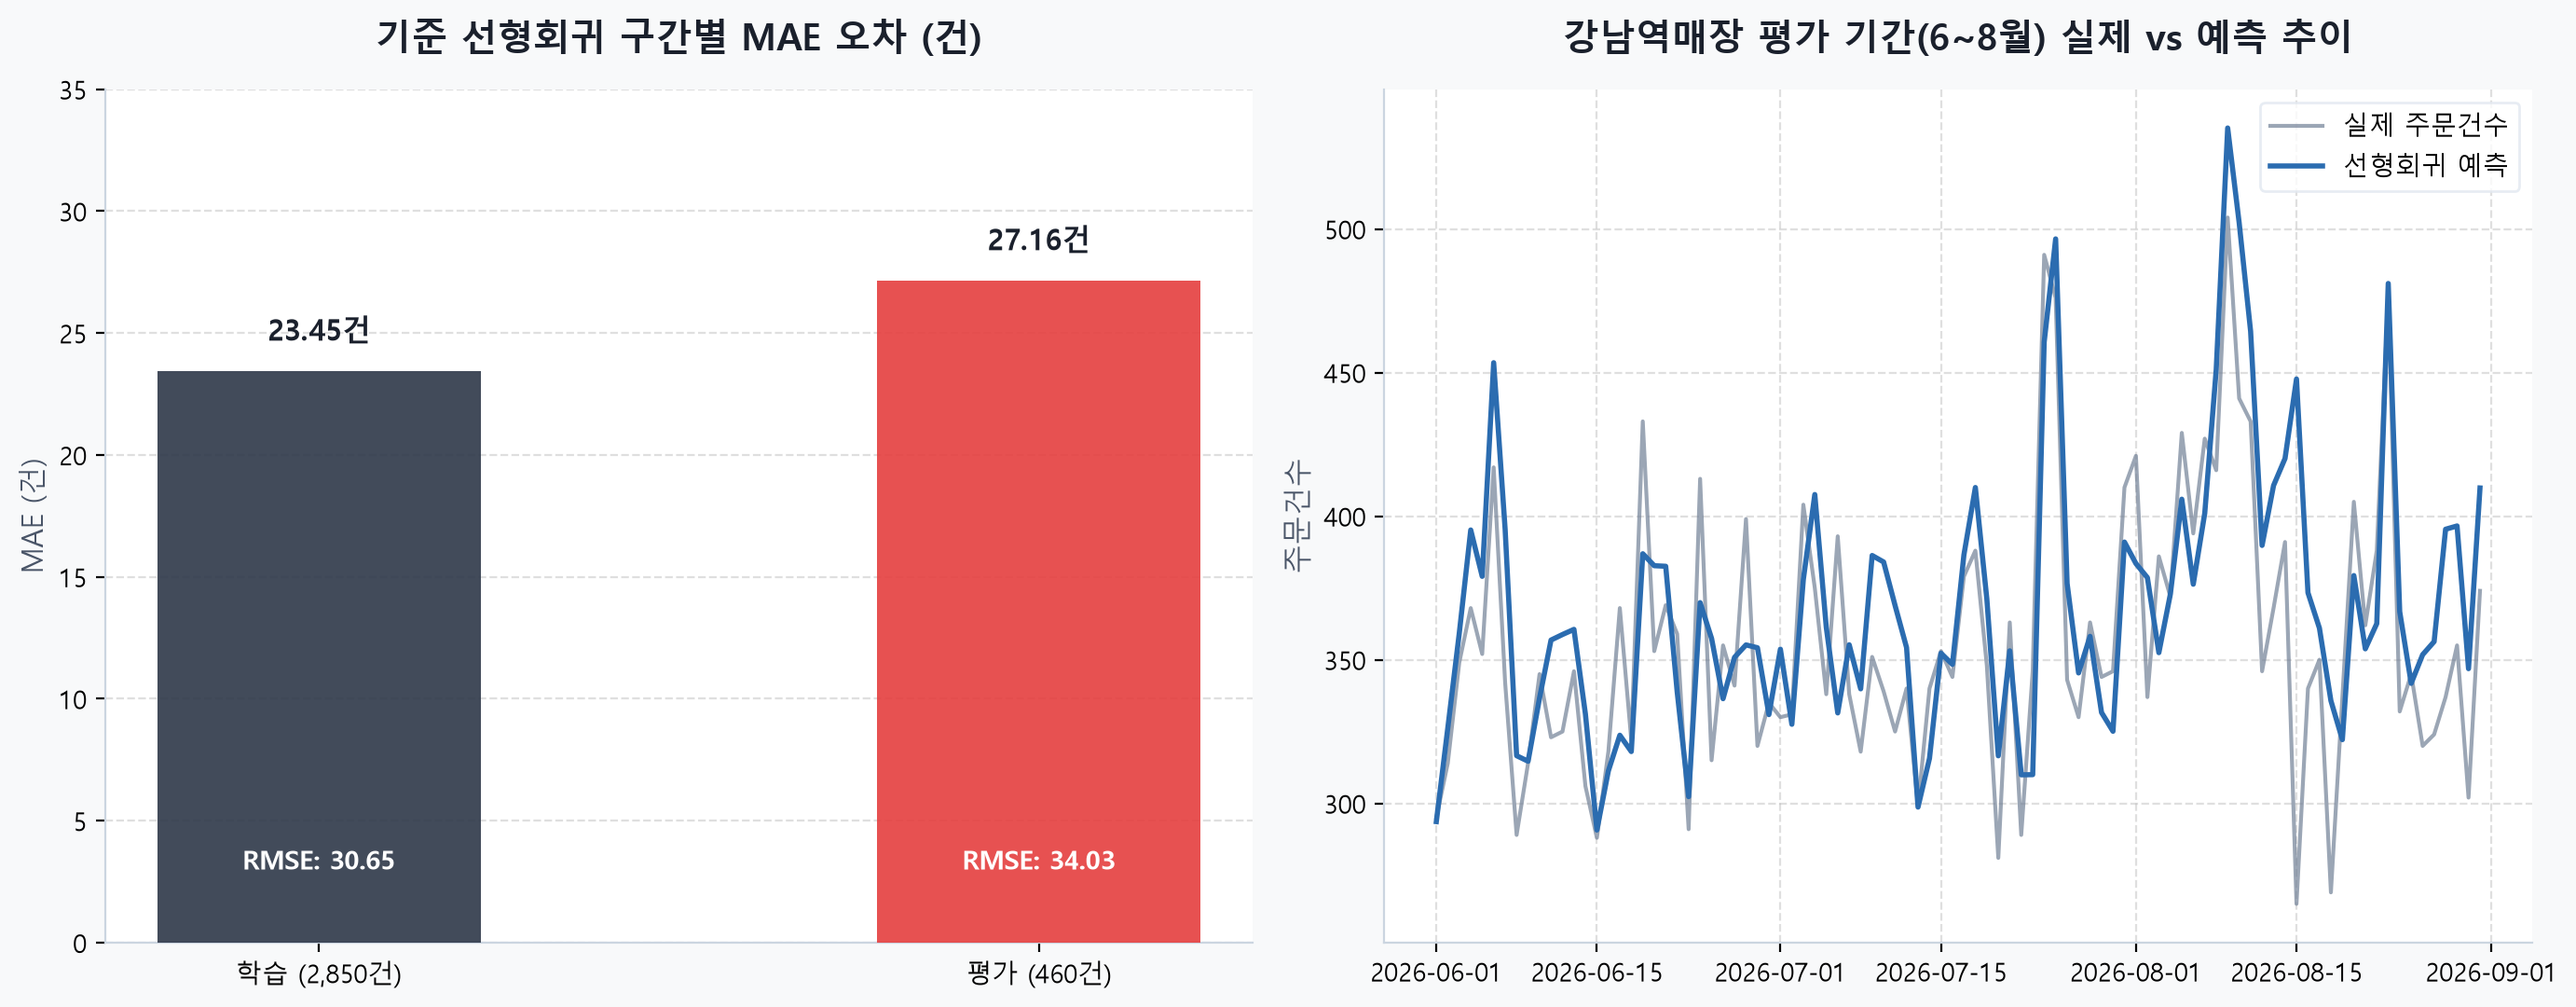 기준 선형회귀 구간별 MAE 오차 (건)
MAE (건)
35
30
25
20
15
10
5
0
23.45건
27.16건
RMSE: 30.65
RMSE: 34.03
학습 (2,850건)
평가 (460건)
강남역매장 평가 기간(6~8월) 실제 vs 예측 추이
실제 주문건수
선형회귀 예측
주문건수
500
450
400
350
300
2026-06-01
2026-06-15
2026-07-01
2026-07-15
2026-08-01
2026-08-15
2026-09-01